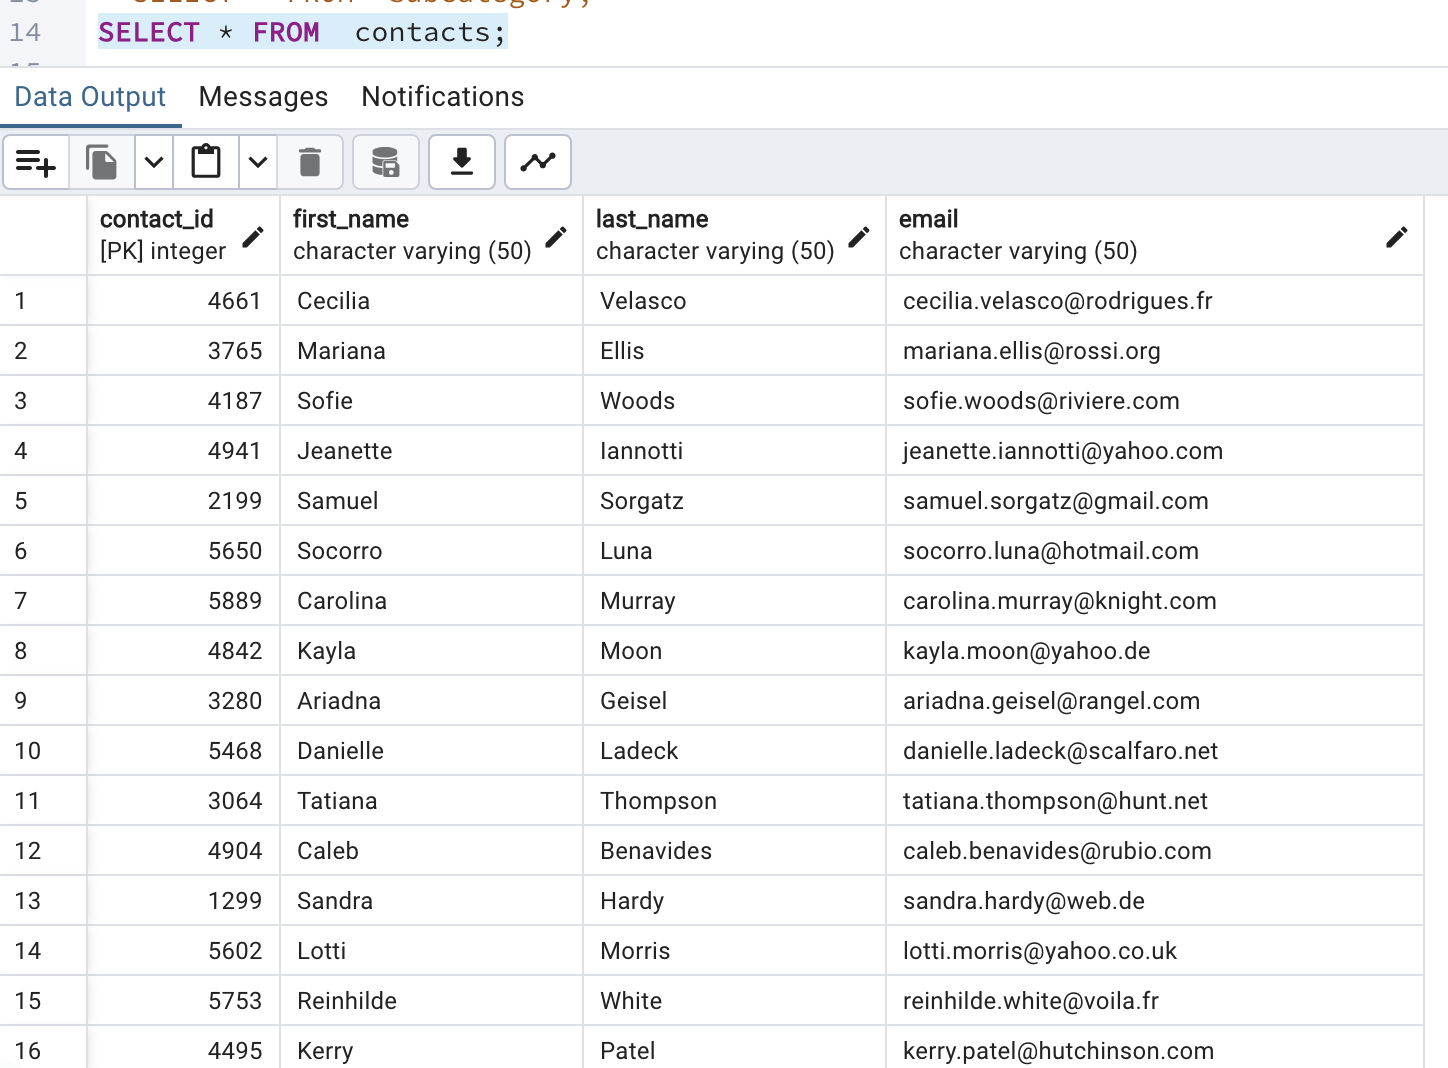 14 SELECT * FROM  contacts;
Data Output Messages Notifications
contact_id first_name last_name email
[PK] integer character varying (50) character varying (50) character varying (50)
1 4661 Cecilia Velasco cecilia.velasco@rodrigues.fr
2 3765 Mariana Ellis mariana.ellis@rossi.org
3 4187 Sofie Woods sofie.woods@riviere.com
4 4941 Jeanette Iannotti jeanette.iannotti@yahoo.com
5 2199 Samuel Sorgatz samuel.sorgatz@gmail.com
6 5650 Socorro Luna socorro.luna@hotmail.com
7 5889 Carolina Murray carolina.murray@knight.com
8 4842 Kayla Moon kayla.moon@yahoo.de
9 3280 Ariadna Geisel ariadna.geisel@rangel.com
10 5468 Danielle Ladeck danielle.ladeck@scalfaro.net
11 3064 Tatiana Thompson tatiana.thompson@hunt.net
12 4904 Caleb Benavides caleb.benavides@rubio.com
13 1299 Sandra Hardy sandra.hardy@web.de
14 5602 Lotti Morris lotti.morris@yahoo.co.uk
15 5753 Reinhilde White reinhilde.white@voila.fr
16 4495 Kerry Patel kerry.patel@hutchinson.com